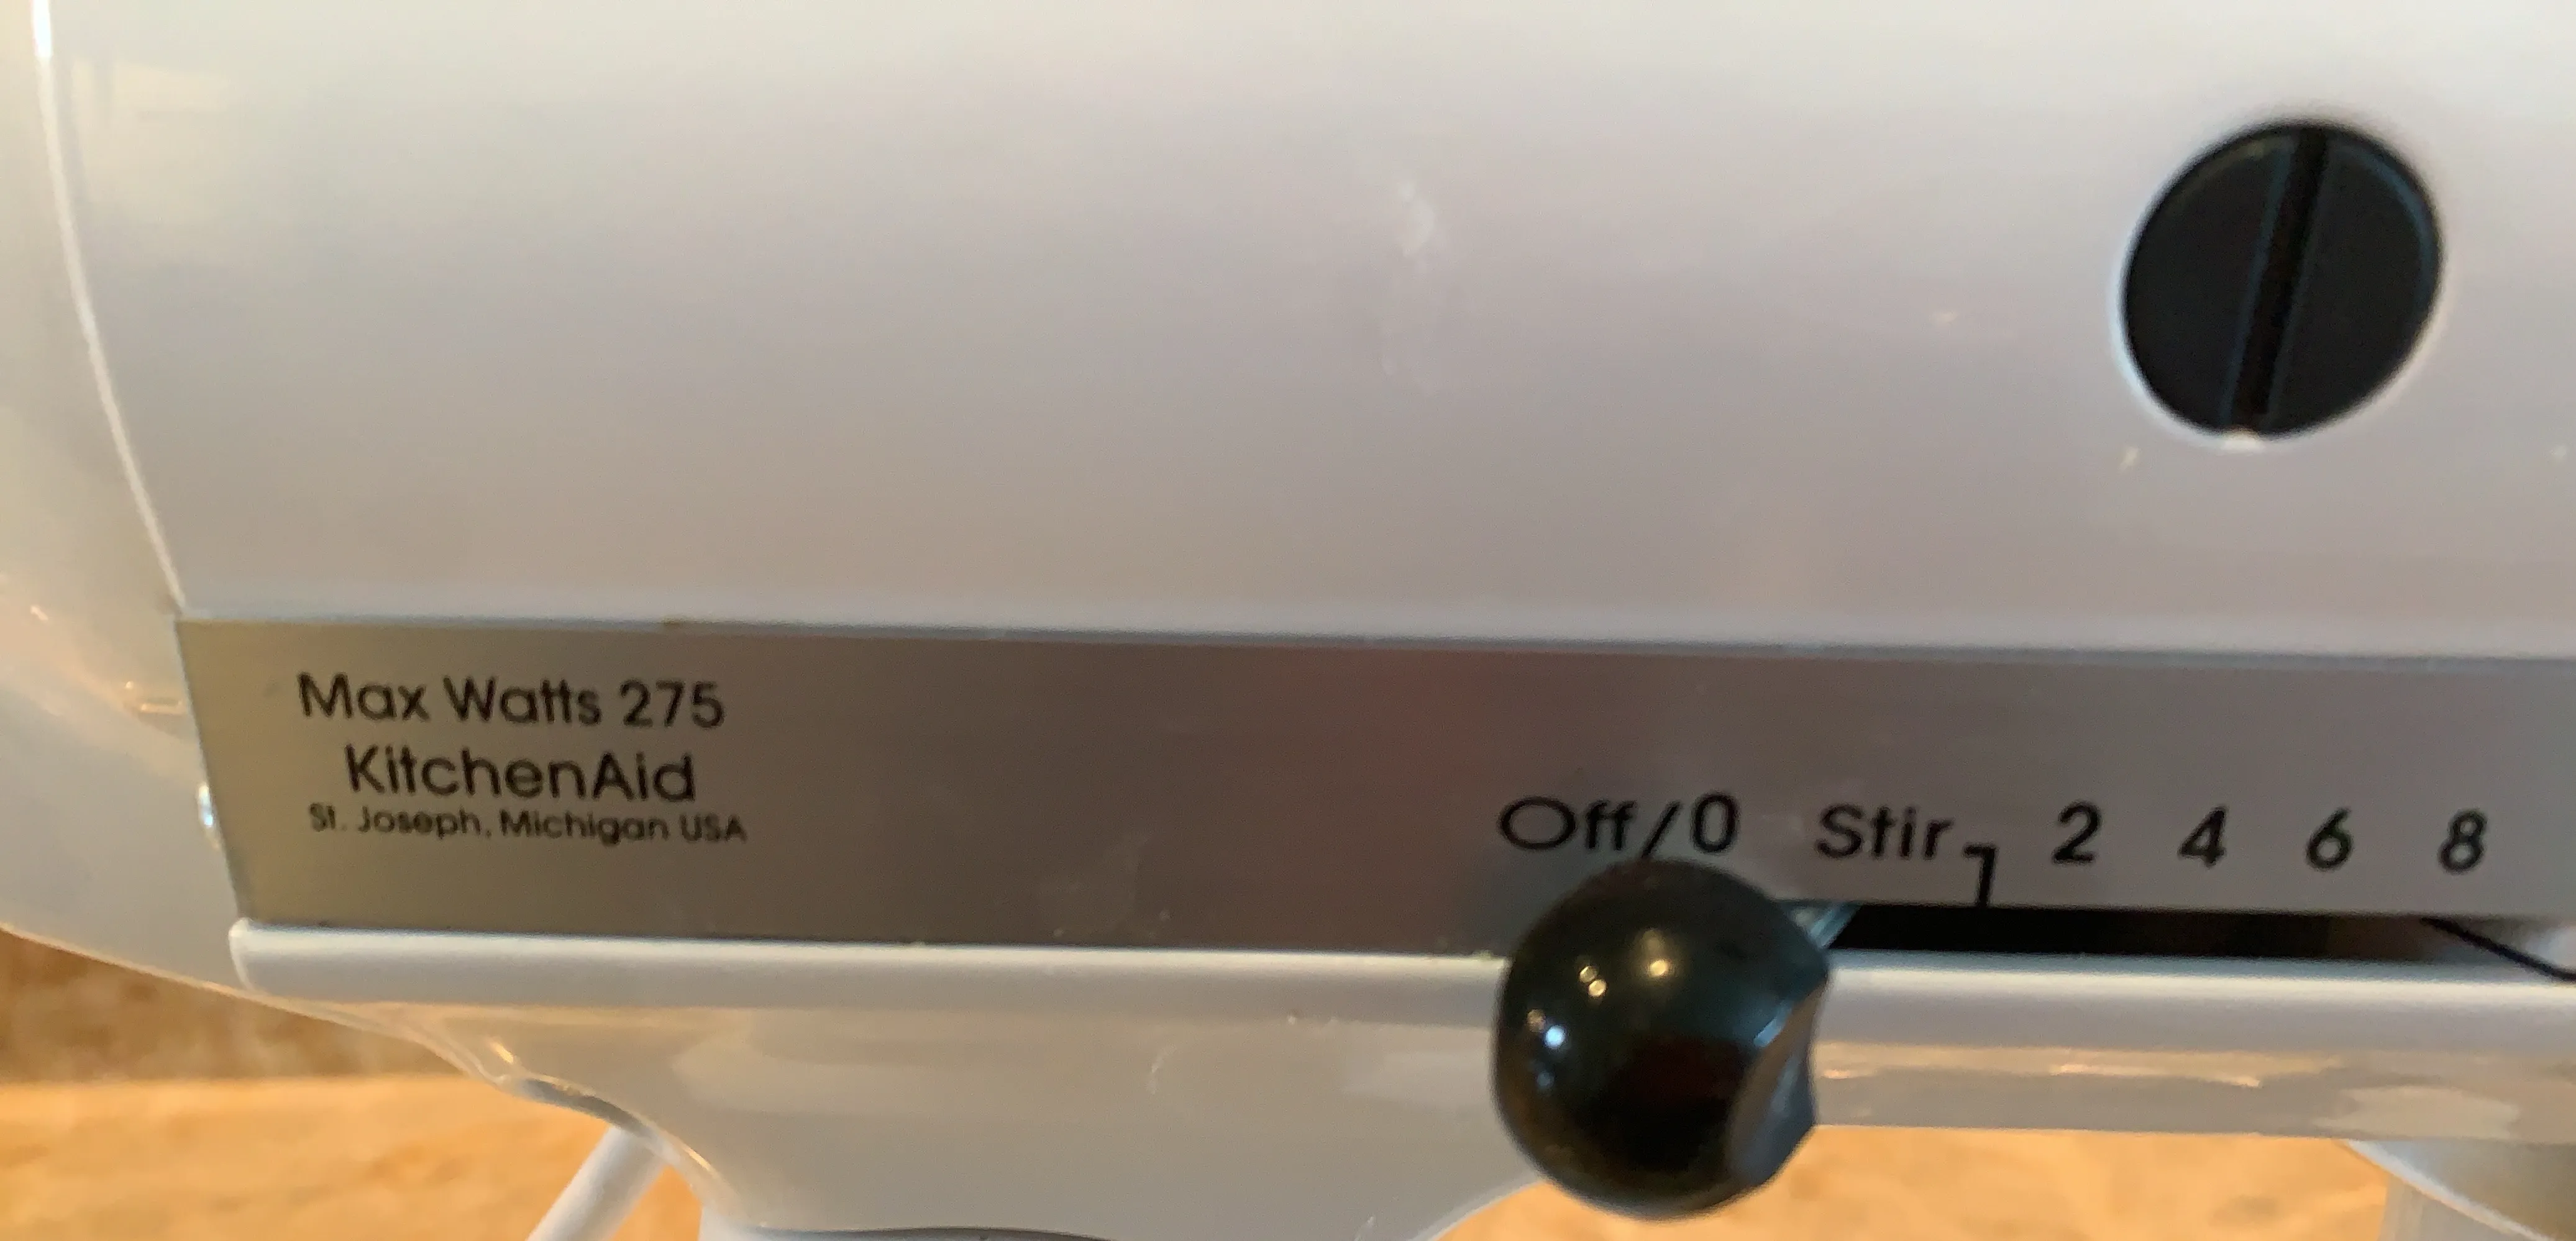 Max Watts 275
KitchenAid
St. Joseph, Michigan USA
Off/0 Stir 2 4 6 8